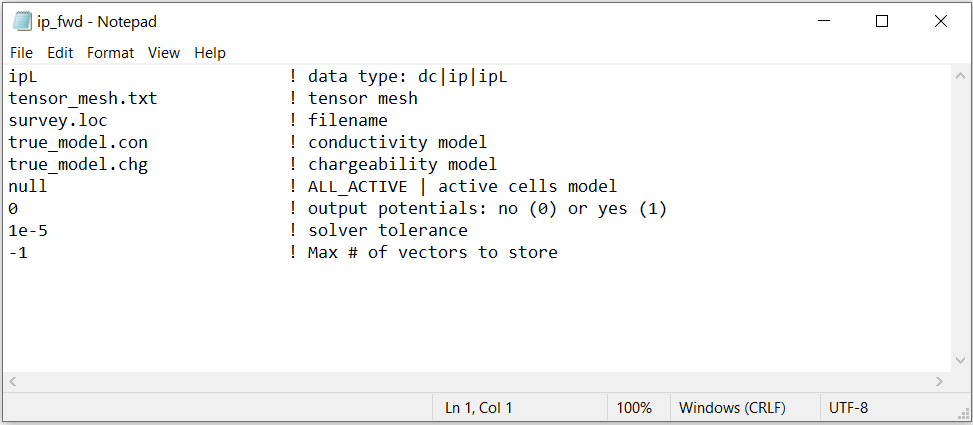 ip_fwd - Notepad
File Edit Format View Help
ipL ! data type: dc|ip|ipL
tensor_mesh.txt ! tensor mesh
survey.loc ! filename
true_model.con ! conductivity model
true_model.chg ! chargeability model
null ! ALL_ACTIVE | active cells model
0 ! output potentials: no (0) or yes (1)
1e-5 ! solver tolerance
-1 ! Max # of vectors to store
Ln 1, Col 1 100% Windows (CRLF) UTF-8